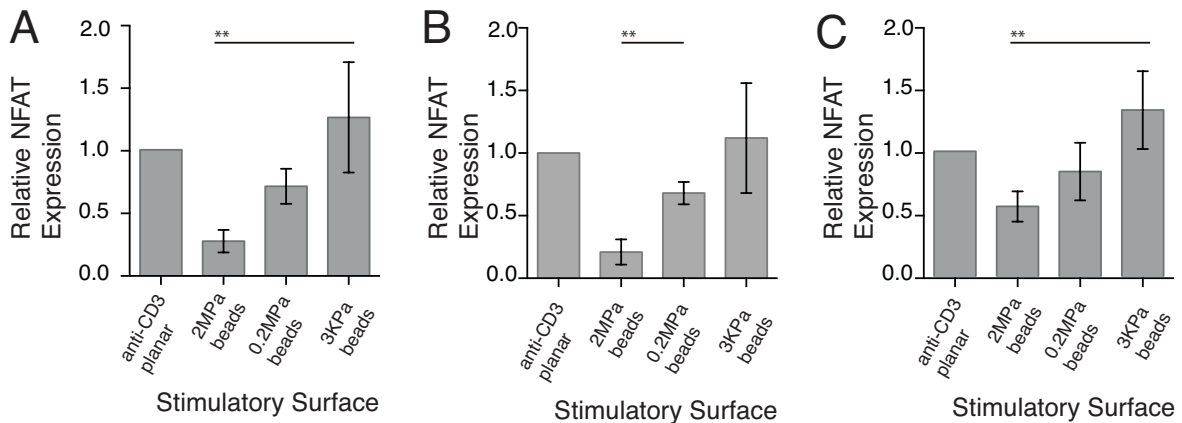 A
Relative NFAT
Expression
2.0
1.5
1.0
0.5
0.0
**
anti-CD3
planar
2MPa
beads
0.2MPa
beads
3KPa
beads
Stimulatory Surface
B
Relative NFAT
Expression
2.0
1.5
1.0
0.5
0.0
**
anti-CD3
planar
2MPa
beads
0.2MPa
beads
3KPa
beads
Stimulatory Surface
C
Relative NFAT
Expression
2.0
1.5
1.0
0.5
0.0
**
anti-CD3
planar
2MPa
beads
0.2MPa
beads
3KPa
beads
Stimulatory Surface